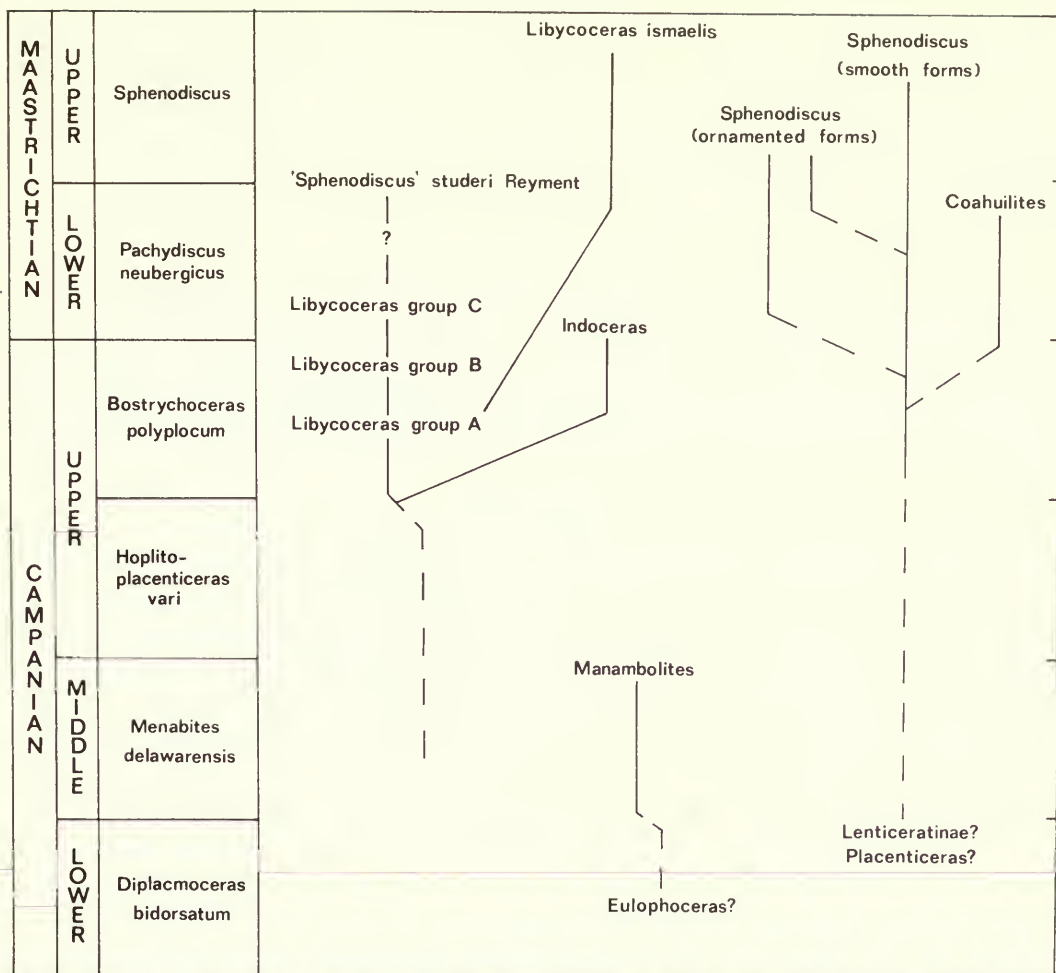 MAASTRICHTIAN
UPPER
Sphenodiscus
LOWER
Pachydiscus
neubergicus
CAMPANIAN
UPPER
Bostrychoceras
polyplocum
Hoplito-
placenticeras
vari
MIDDLE
Menabites
delawarensis
LOWER
Diplacmoceras
bidorsatum
Libycoceras ismaelis
Sphenodiscus
(smooth forms)
Sphenodiscus
(ornamented forms)
'Sphenodiscus' studeri Reyment
?
Coahuilites
Libycoceras group C
Indoceras
Libycoceras group B
Libycoceras group A
Manambolites
Lenticeratinae?
Placenticeras?
Eulophoceras?